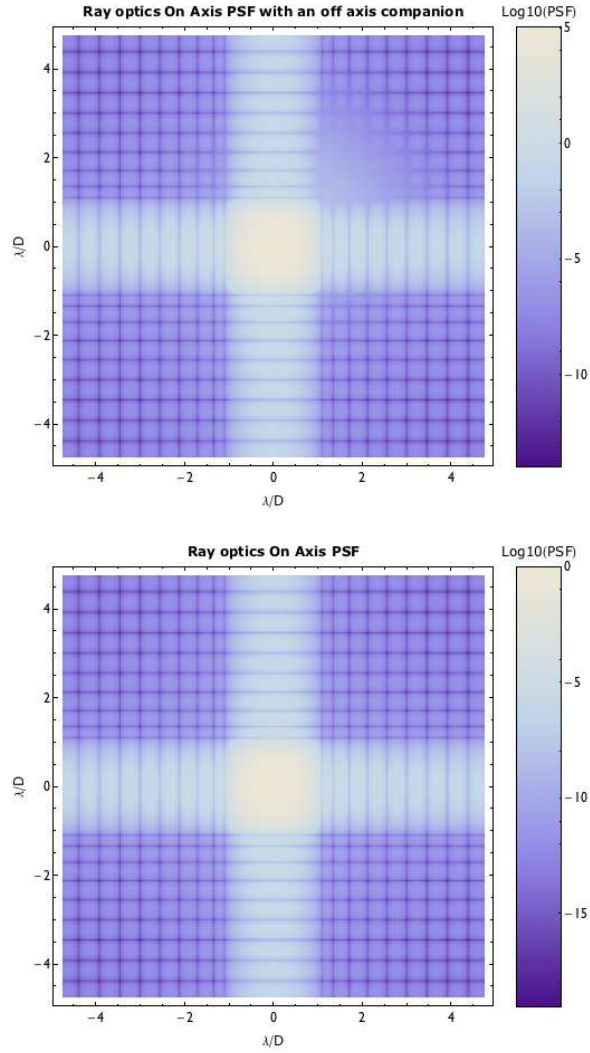 Ray optics On Axis PSF with an off axis companion
Log10(PSF)
5
4
2
0
0
λ/D
−5
−2
−10
−4
−4 −2 0 2 4
λ/D
Ray optics On Axis PSF
Log10(PSF)
0
4
2
−5
0
λ/D
−10
−2
−15
−4
−4 −2 0 2 4
λ/D